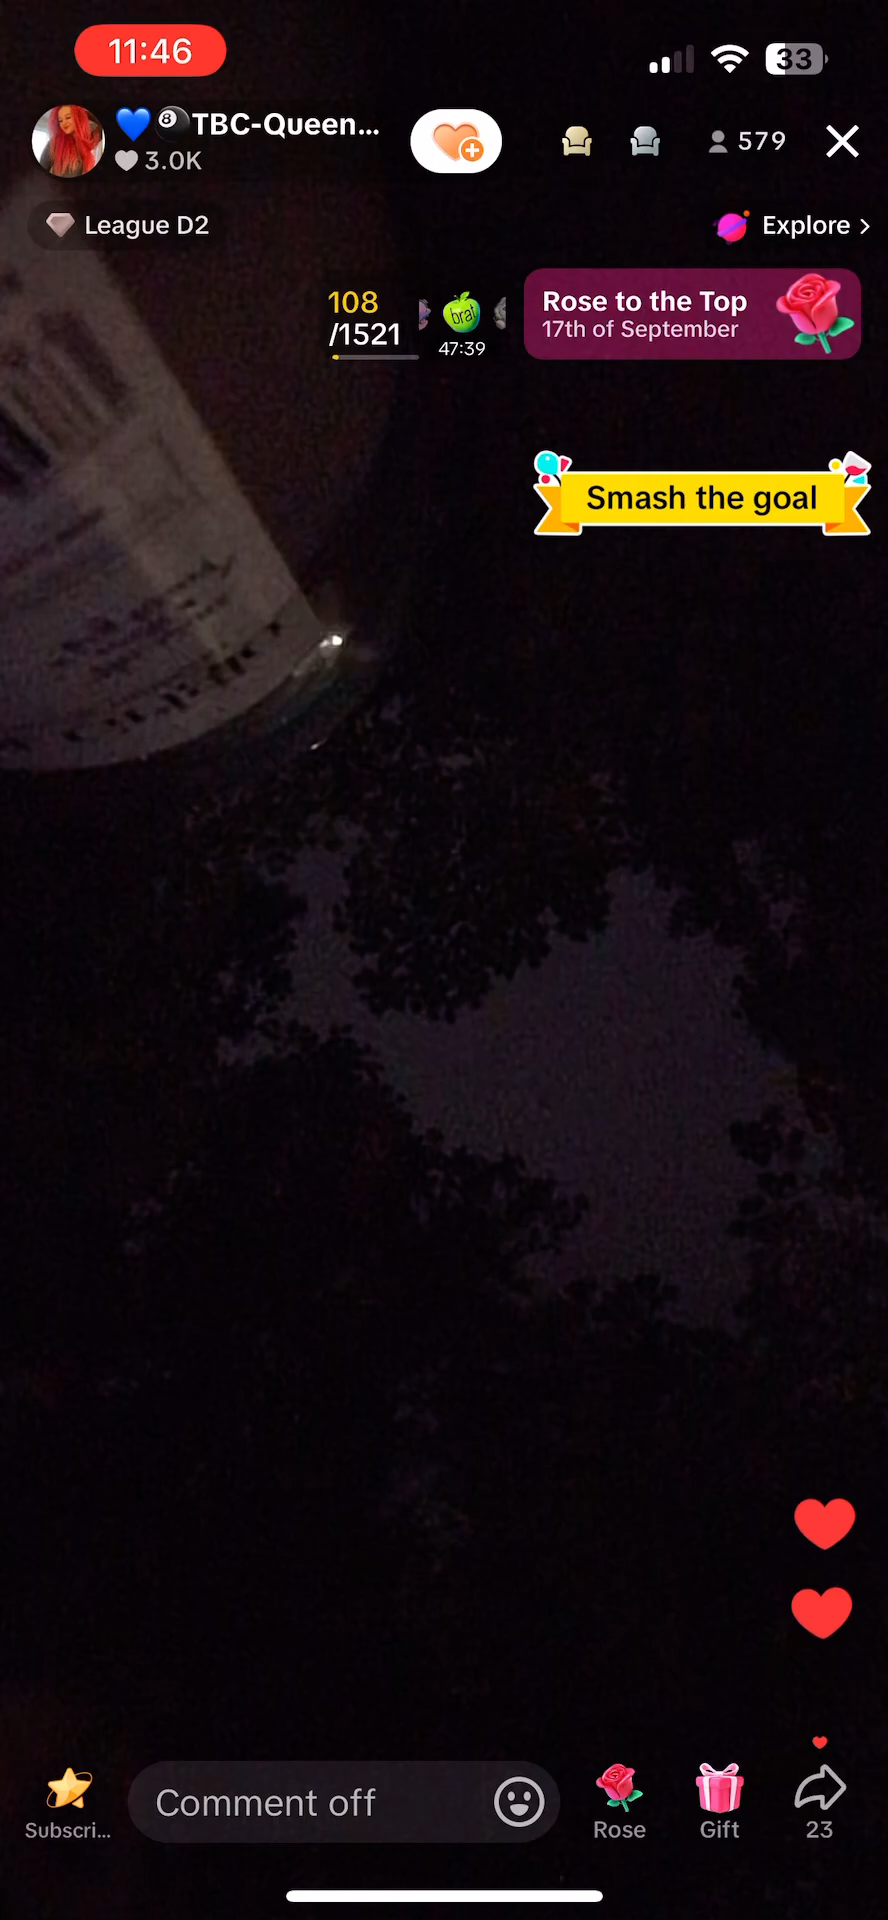 11:46
33
💙🎱TBC-Queen...
3.0K
579
League D2
Explore >
108
/1521
brat
47:39
Rose to the Top
17th of September
Smash the goal
Comment off
Subscri...
Rose
Gift
23